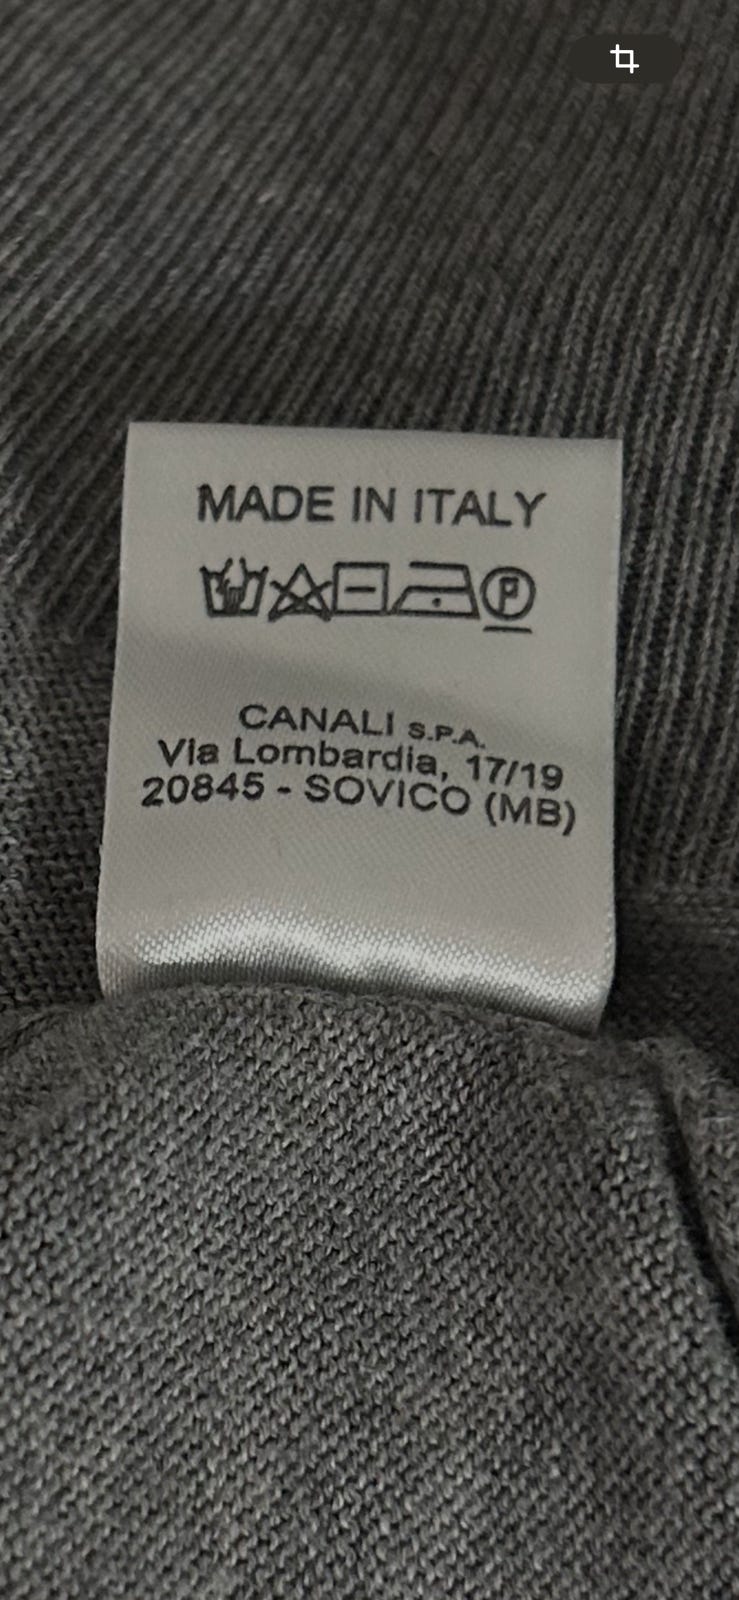 MADE IN ITALY
P
CANALI S.P.A.
Via Lombardia, 17/19
20845 - SOVICO (MB)